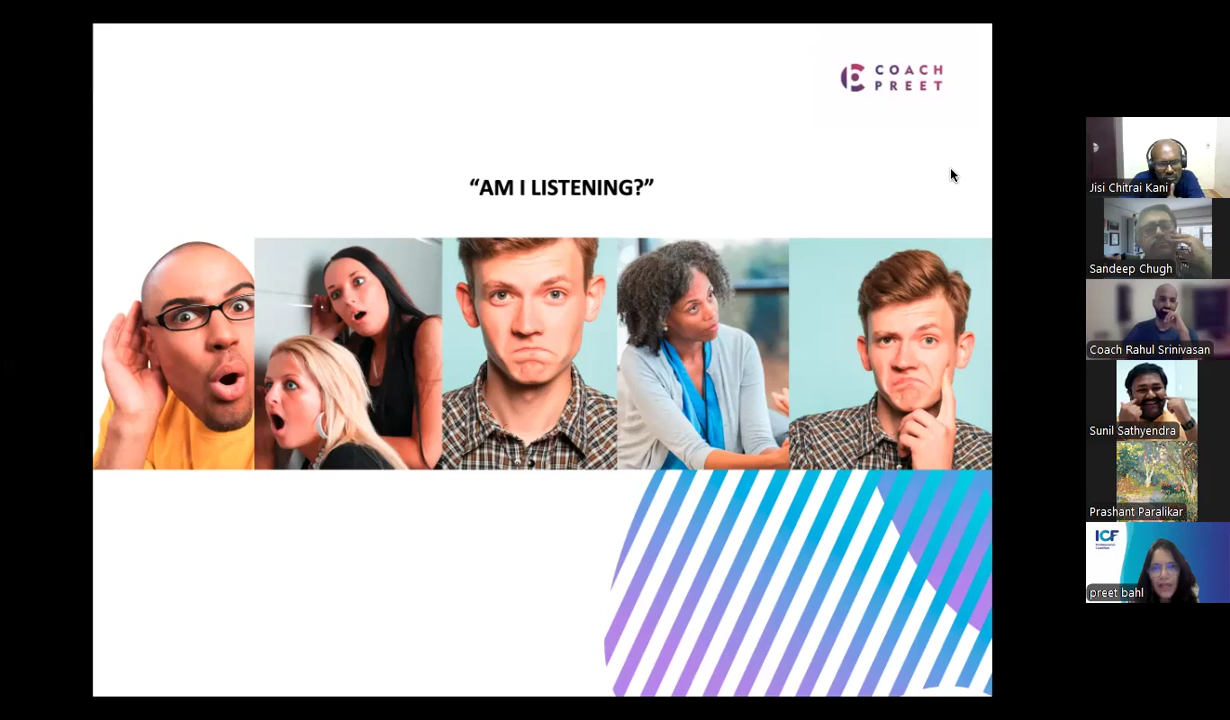 COACH
PREET
“AM I LISTENING?”
Jisi Chitrai Kani
Sandeep Chugh
Coach Rahul Srinivasan
Sunil Sathyendra
Prashant Paralikar
ICF
preet bahl